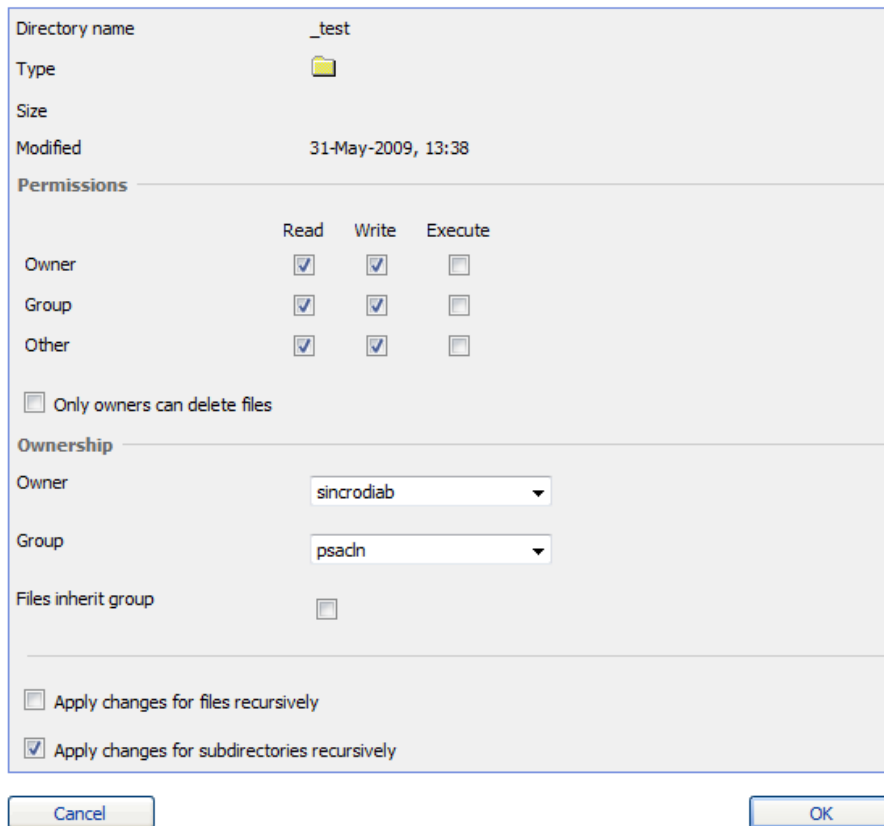 Directory name _test
Type
Size
Modified 31-May-2009, 13:38
Permissions
Read Write Execute
Owner
Group
Other
Only owners can delete files
Ownership
Owner sincrodiab
Group psacln
Files inherit group
Apply changes for files recursively
Apply changes for subdirectories recursively
Cancel OK